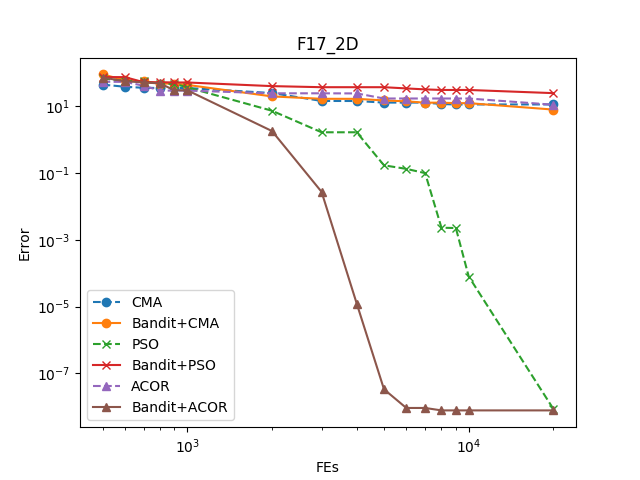 F17_2D
Error
10^1
10^-1
10^-3
10^-5
10^-7
CMA
Bandit+CMA
PSO
Bandit+PSO
ACOR
Bandit+ACOR
10^3
10^4
FEs